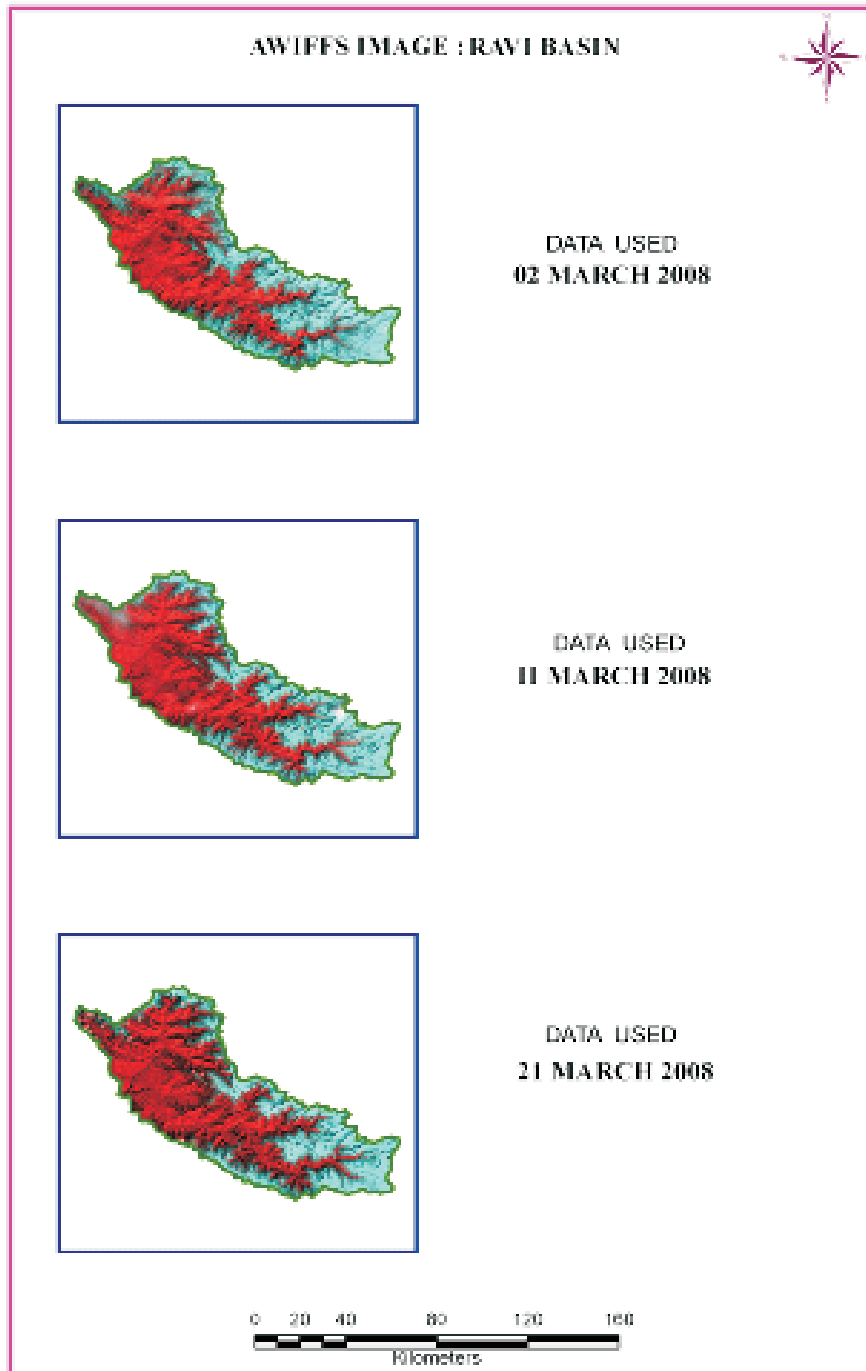 AWIFFS IMAGE : RAVI BASIN
DATA USED
02 MARCH 2008
DATA USED
11 MARCH 2008
DATA USED
21 MARCH 2008
0 20 40 80 120 160
Kilometers